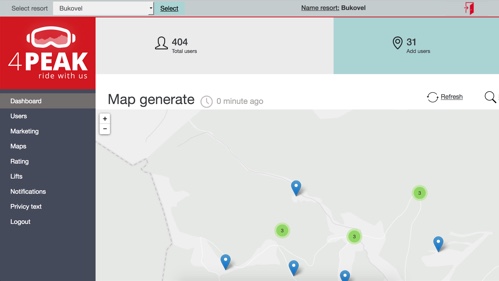 Select resort
Bukovel
Select
Name resort: Bukovel
4PEAK
ride with us
404
Total users
31
Add users
Dashboard
Users
Marketing
Maps
Rating
Lifts
Notifications
Privicy text
Logout
Map generate
0 minute ago
Refresh
+
−
3
3
3